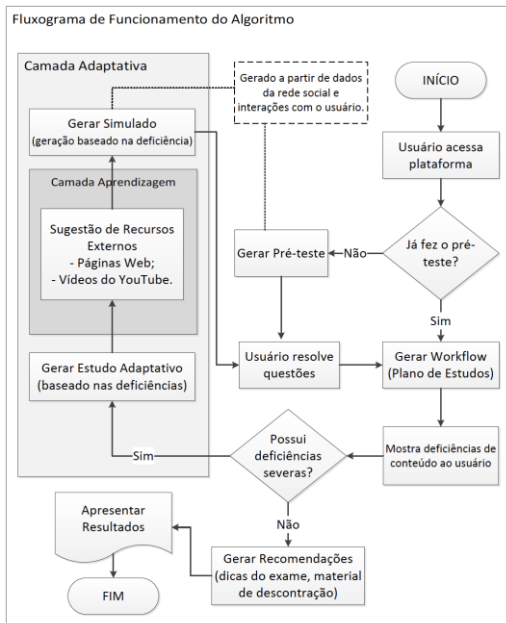 Fluxograma de Funcionamento do Algoritmo
Camada Adaptativa
Gerado a partir de dados
da rede social e
interações com o usuário.
INÍCIO
Gerar Simulado
(geração baseado na deficiência)
Usuário acessa
plataforma
Camada Aprendizagem
Sugestão de Recursos
Externos
- Páginas Web;
- Vídeos do YouTube.
Gerar Pré-teste
Não
Já fez o pré-
teste?
Sim
Gerar Estudo Adaptativo
(baseado nas deficiências)
Usuário resolve
questões
Gerar Workflow
(Plano de Estudos)
Sim
Possui
deficiências
severas?
Mostra deficiências de
conteúdo ao usuário
Não
Apresentar
Resultados
Gerar Recomendações
(dicas do exame, material
de descontração)
FIM